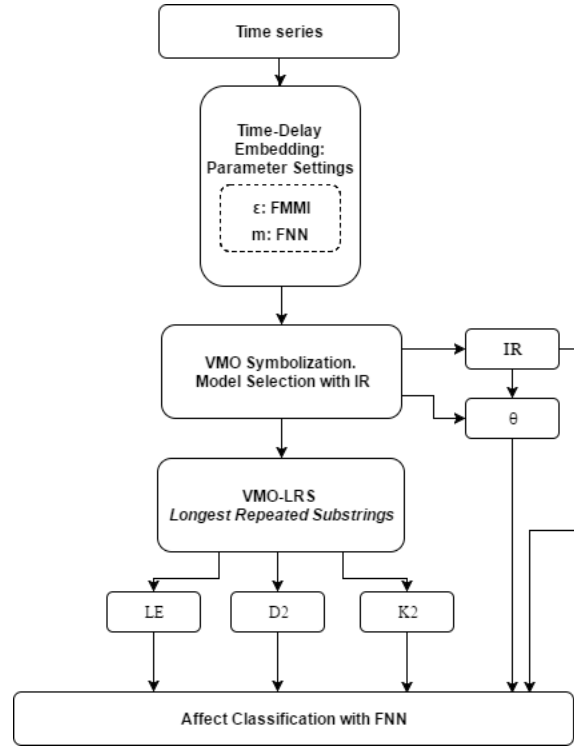 Time series
Time-Delay
Embedding:
Parameter Settings
ε: FMMI
m: FNN
VMO Symbolization.
Model Selection with IR
IR
θ
VMO-LRS
Longest Repeated Substrings
LE
D2
K2
Affect Classification with FNN